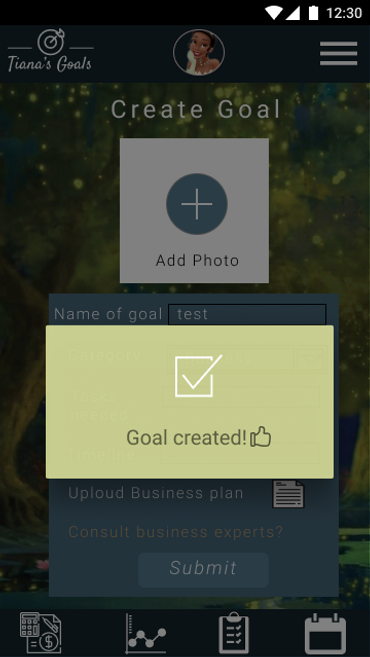 12:30
Tiana's Goals
Create Goal
Add Photo
Name of goal test
Goal created!
Uploud Business plan
Consult business experts?
Submit